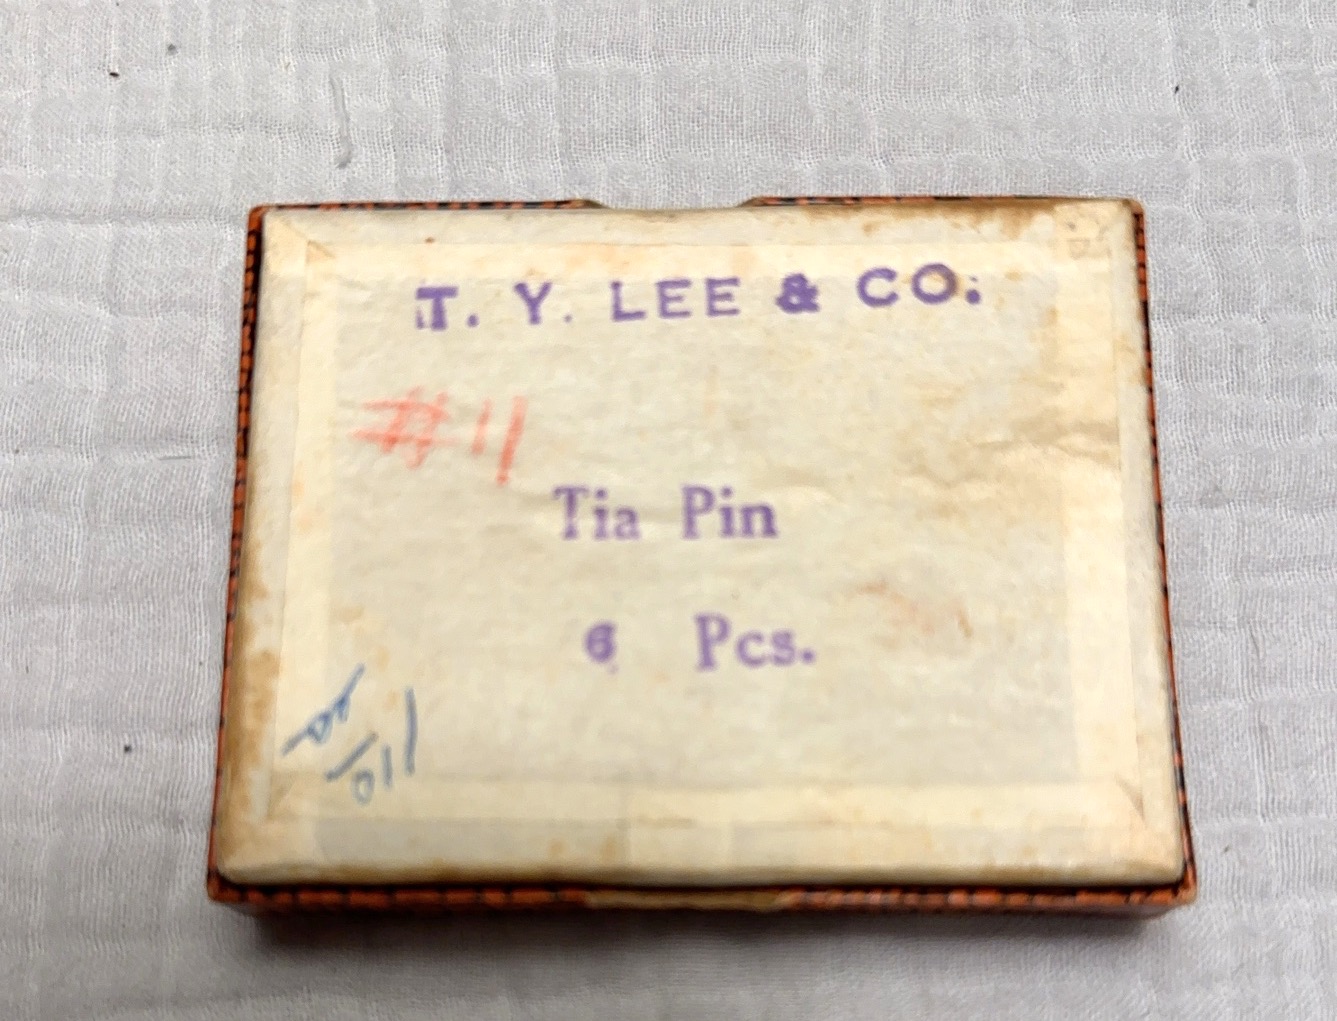 T. Y. LEE & CO.
#11
Tia Pin
6 Pcs.